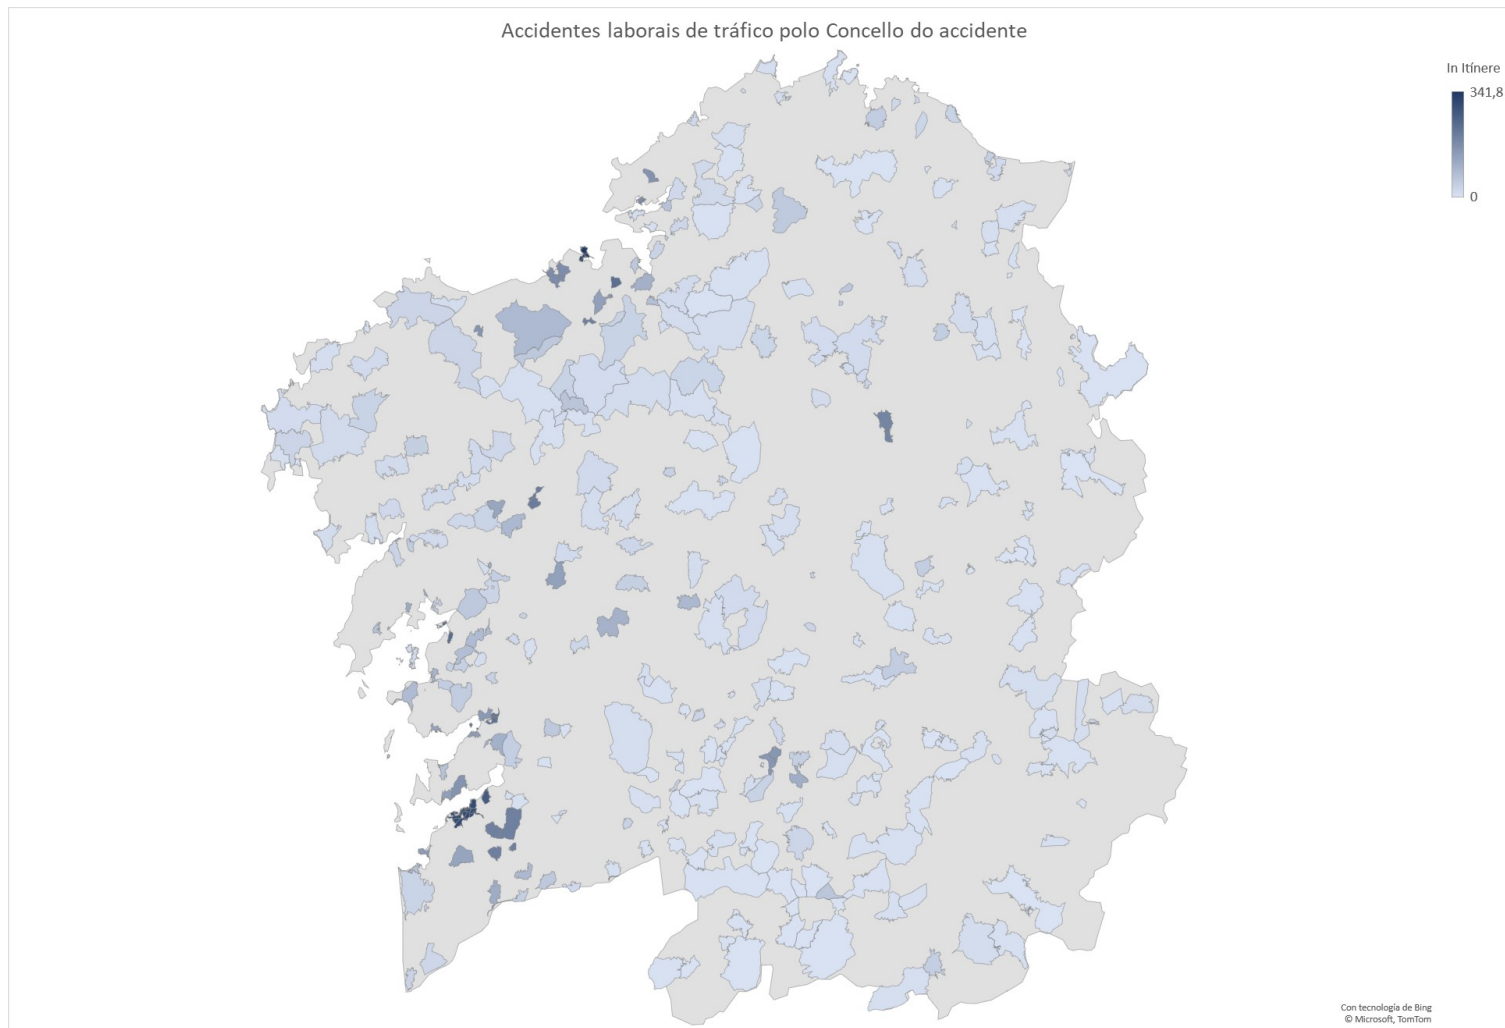 Accidentes laborais de tráfico polo Concello do accidente
In Itínere
341,8
0
Con tecnología de Bing
© Microsoft, TomTom